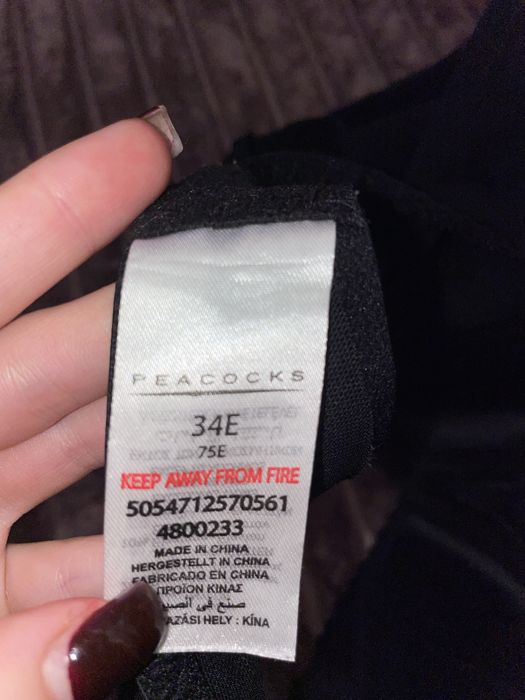 PEACOCKS
34E
75E
KEEP AWAY FROM FIRE
5054712570561
4800233
MADE IN CHINA
HERGESTELLT IN CHINA
FABRICADO EN CHINA
ΠΡΟΪΟΝ ΚΙΝΑΣ
صنع في الصين
HELY : KÍNA